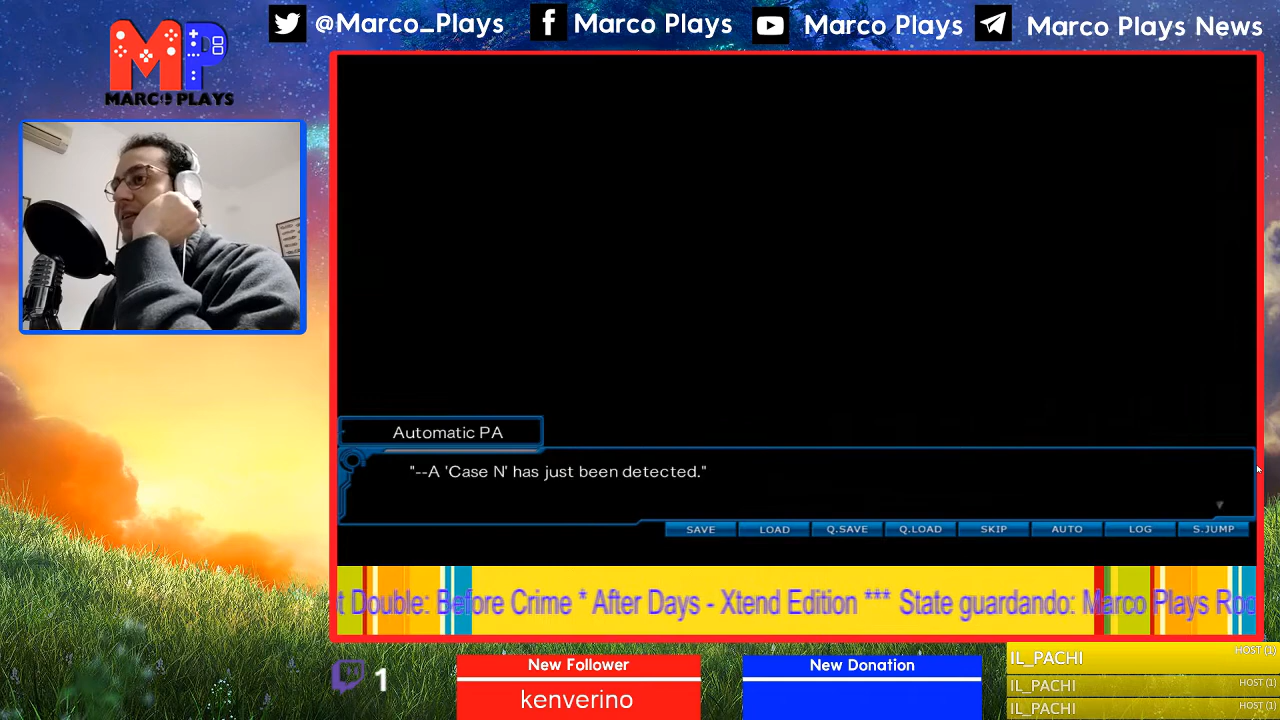 @Marco_Plays
Marco Plays
Marco Plays
Marco Plays News
MP
MARCO PLAYS
Automatic PA
"--A 'Case N' has just been detected."
SAVE
LOAD
Q.SAVE
Q.LOAD
SKIP
AUTO
LOG
S.JUMP
t Double: Before Crime * After Days - Xtend Edition *** State guardando: Marco Plays Roo
1
New Follower
kenverino
New Donation
IL_PACHI HOST (1)
IL_PACHI HOST (1)
IL_PACHI HOST (1)